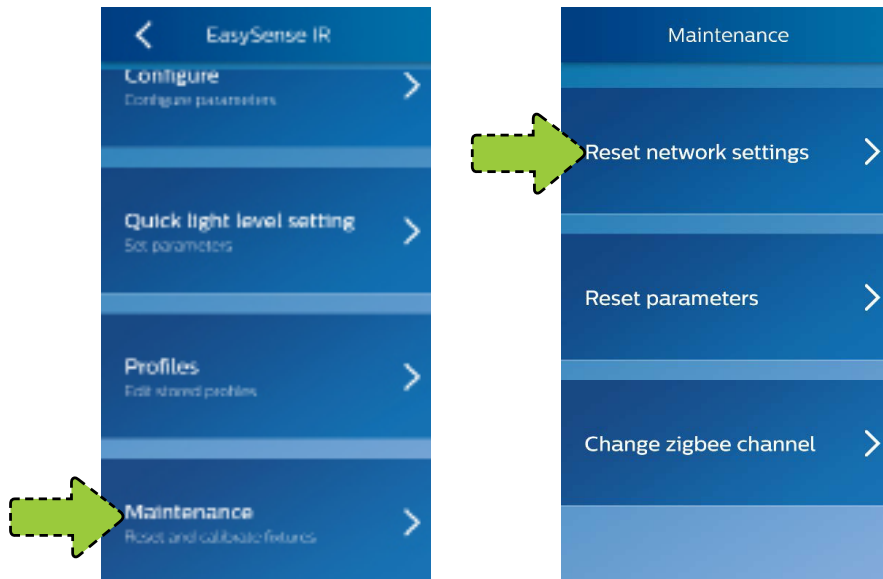 EasySense IR
Configure
Configure parameters
Quick light level setting
Set parameters
Profiles
Edit stored profiles
Maintenance
Reset and calibrate fixtures
Maintenance
Reset network settings
Reset parameters
Change zigbee channel